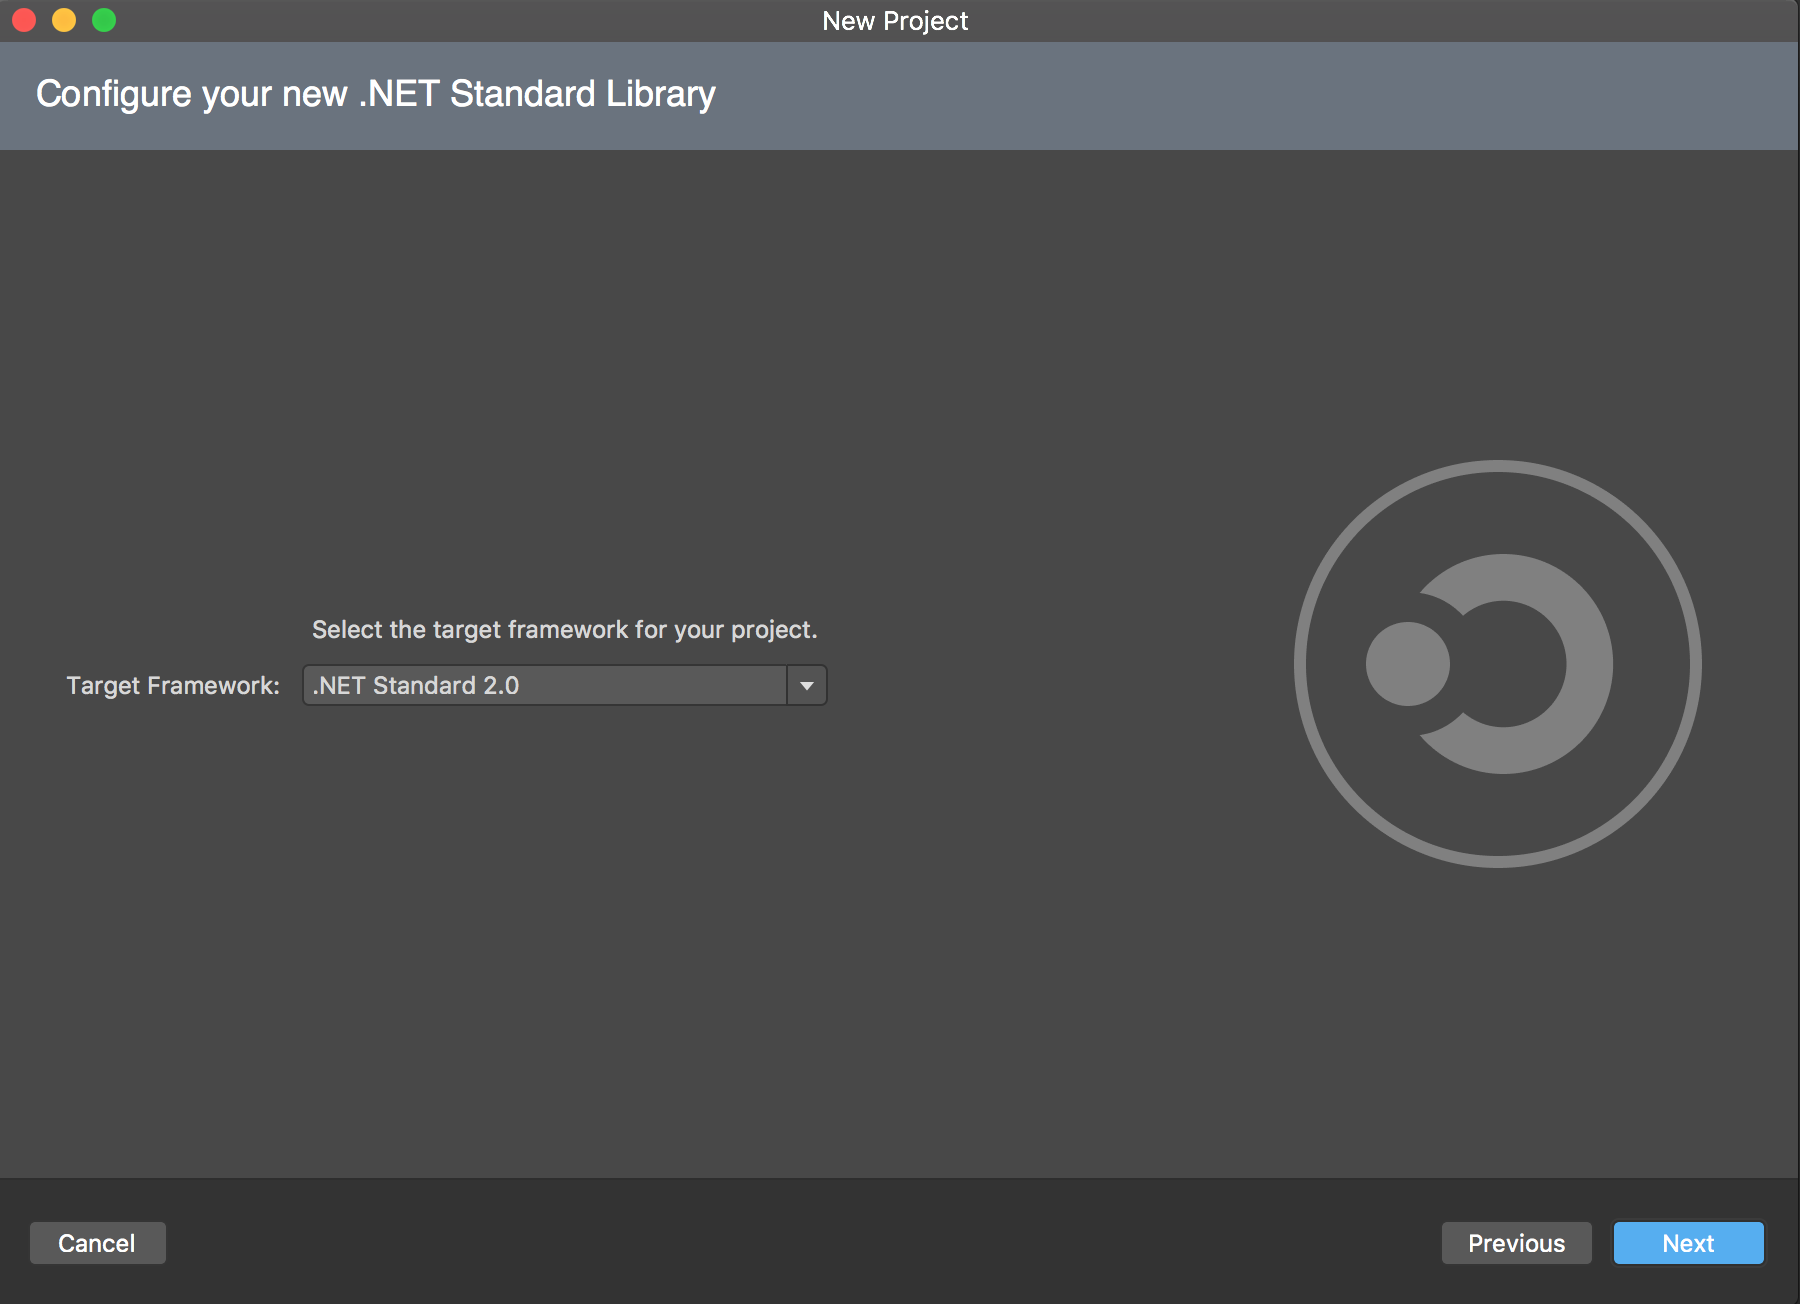 New Project
Configure your new .NET Standard Library
Select the target framework for your project.
Target Framework: .NET Standard 2.0
Cancel Previous Next